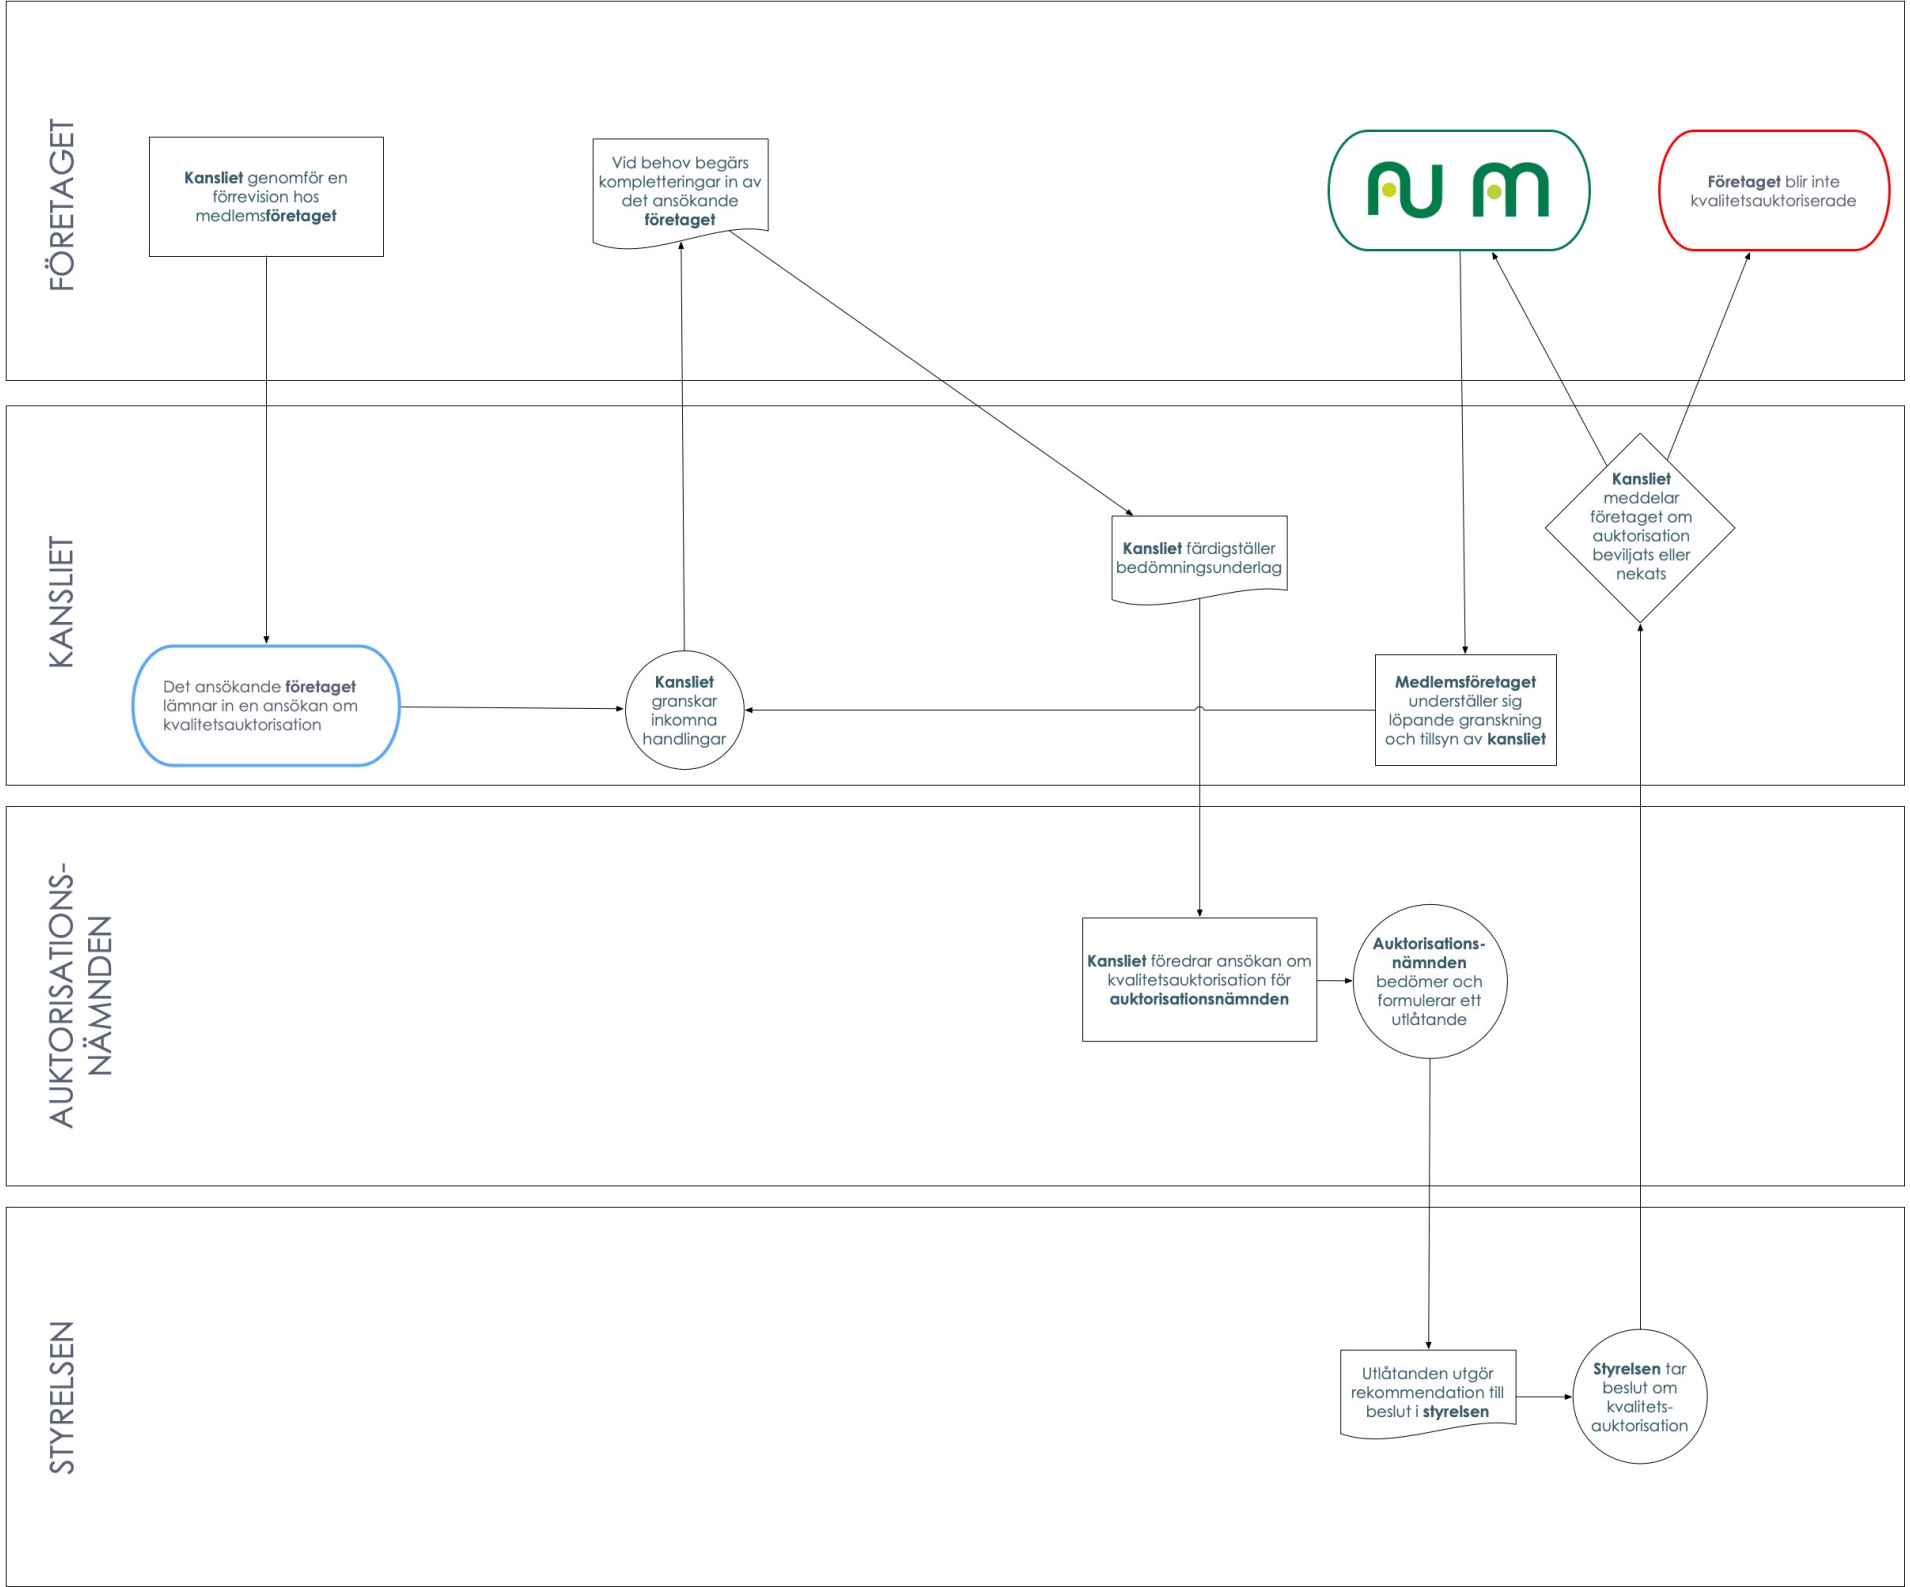 FÖRETAGET
Kansliet genomför en
förrevision hos
medlemsföretaget
Vid behov begärs
kompletteringar in av
det ansökande
företaget
Företaget blir inte
kvalitetsauktoriserade
KANSLIET
Det ansökande företaget
lämnar in en ansökan om
kvalitetsauktorisation
Kansliet
granskar
inkomna
handlingar
Kansliet färdigställer
bedömningsunderlag
Medlemsföretaget
underställer sig
löpande granskning
och tillsyn av kansliet
Kansliet
meddelar
företaget om
auktorisation
beviljats eller
nekats
AUKTORISATIONS-
NÄMNDEN
Kansliet föredrar ansökan om
kvalitetsauktorisation för
auktorisationsnämnden
Auktorisations-
nämnden
bedömer och
formulerar ett
utlåtande
STYRELSEN
Utlåtanden utgör
rekommendation till
beslut i styrelsen
Styrelsen tar
beslut om
kvalitets-
auktorisation